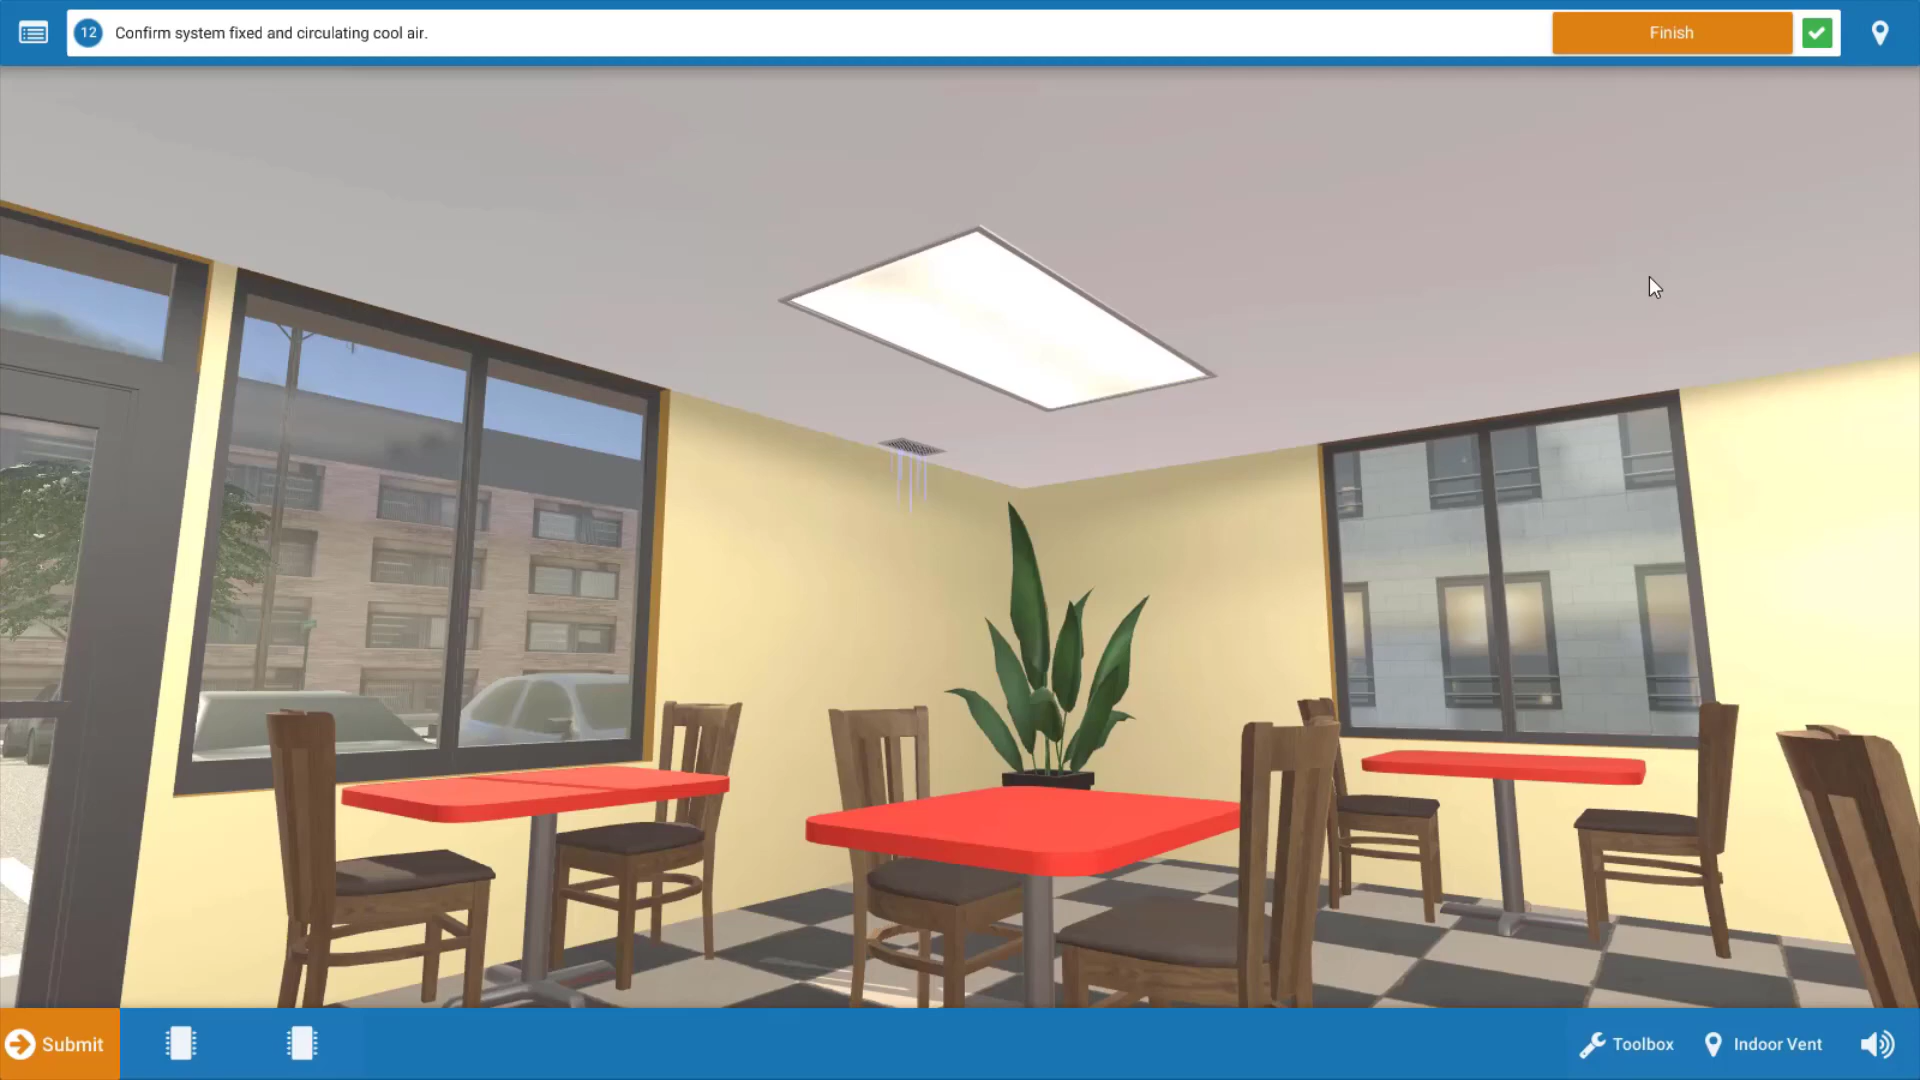 12 Confirm system fixed and circulating cool air.
Finish
Submit
Toolbox
Indoor Vent